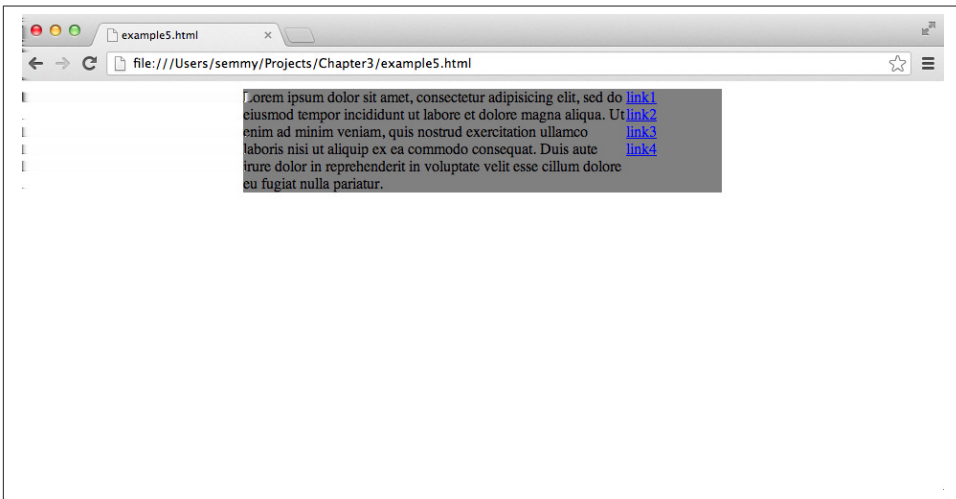 example5.html
file:///Users/semmy/Projects/Chapter3/example5.html
Lorem ipsum dolor sit amet, consectetur adipisicing elit, sed do link1
eiusmod tempor incididunt ut labore et dolore magna aliqua. Ut link2
enim ad minim veniam, quis nostrud exercitation ullamco link3
laboris nisi ut aliquip ex ea commodo consequat. Duis aute link4
irure dolor in reprehenderit in voluptate velit esse cillum dolore
eu fugiat nulla pariatur.